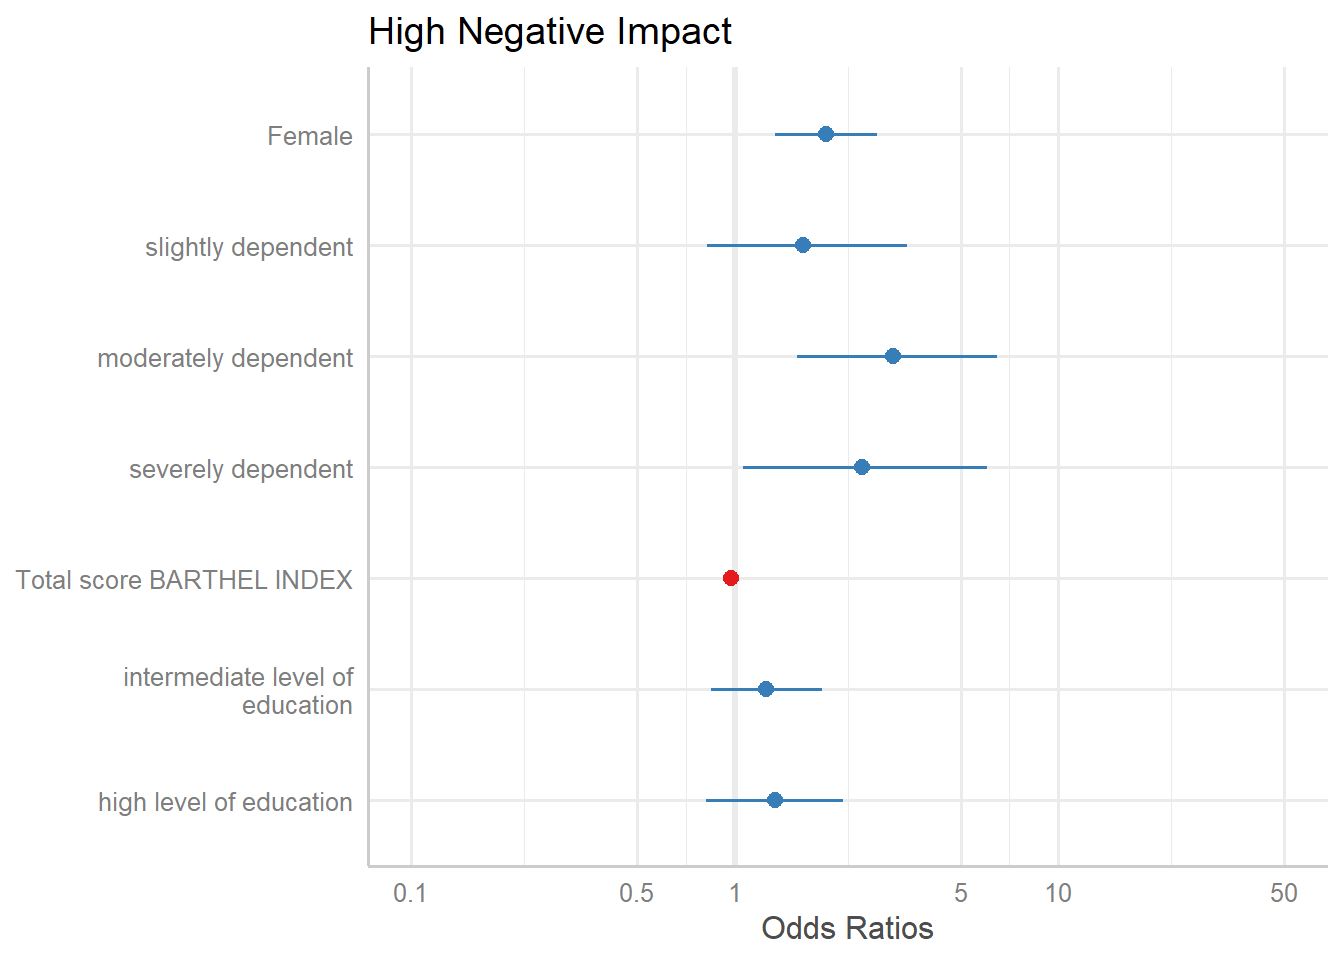 High Negative Impact
Female
slightly dependent
moderately dependent
severely dependent
Total score BARTHEL INDEX
intermediate level of
education
high level of education
0.1 0.5 1 5 10 50
Odds Ratios